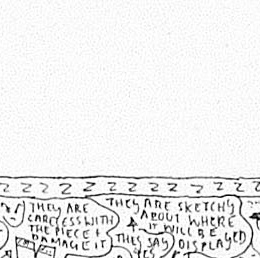 Z Z Z Z Z Z Z Z Z Z Z Z Z
THEY ARE
CARELESS WITH
THE PIECE &
DAMAGE IT
THEY ARE SKETCHY
ABOUT WHERE
IT WILL BE
DISPLAYED
THEY SAY
YES